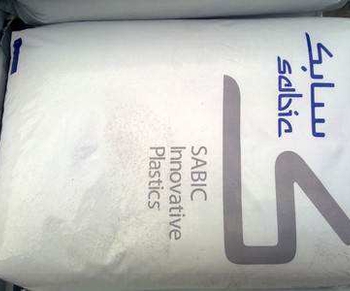 سابك
sabic
SABIC
Innovative
Plastics